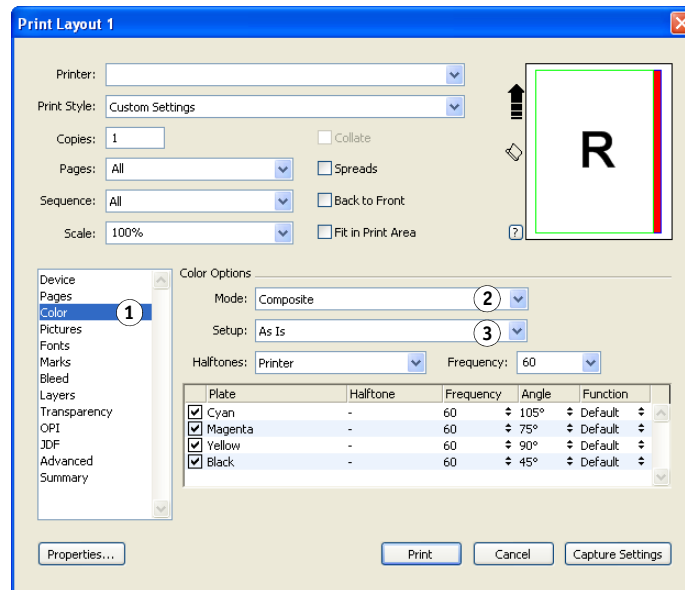 Print Layout 1
Printer:
Print Style: Custom Settings
Copies: 1 Collate
Pages: All Spreads
Sequence: All Back to Front
Scale: 100% Fit in Print Area ?
R
Device
Pages
Color 1
Pictures
Fonts
Marks
Bleed
Layers
Transparency
OPI
JDF
Advanced
Summary
Color Options
Mode: Composite 2
Setup: As Is 3
Halftones: Printer Frequency: 60
Plate Halftone Frequency Angle Function
Cyan - 60 105° Default
Magenta - 60 75° Default
Yellow - 60 90° Default
Black - 60 45° Default
Properties... Print Cancel Capture Settings